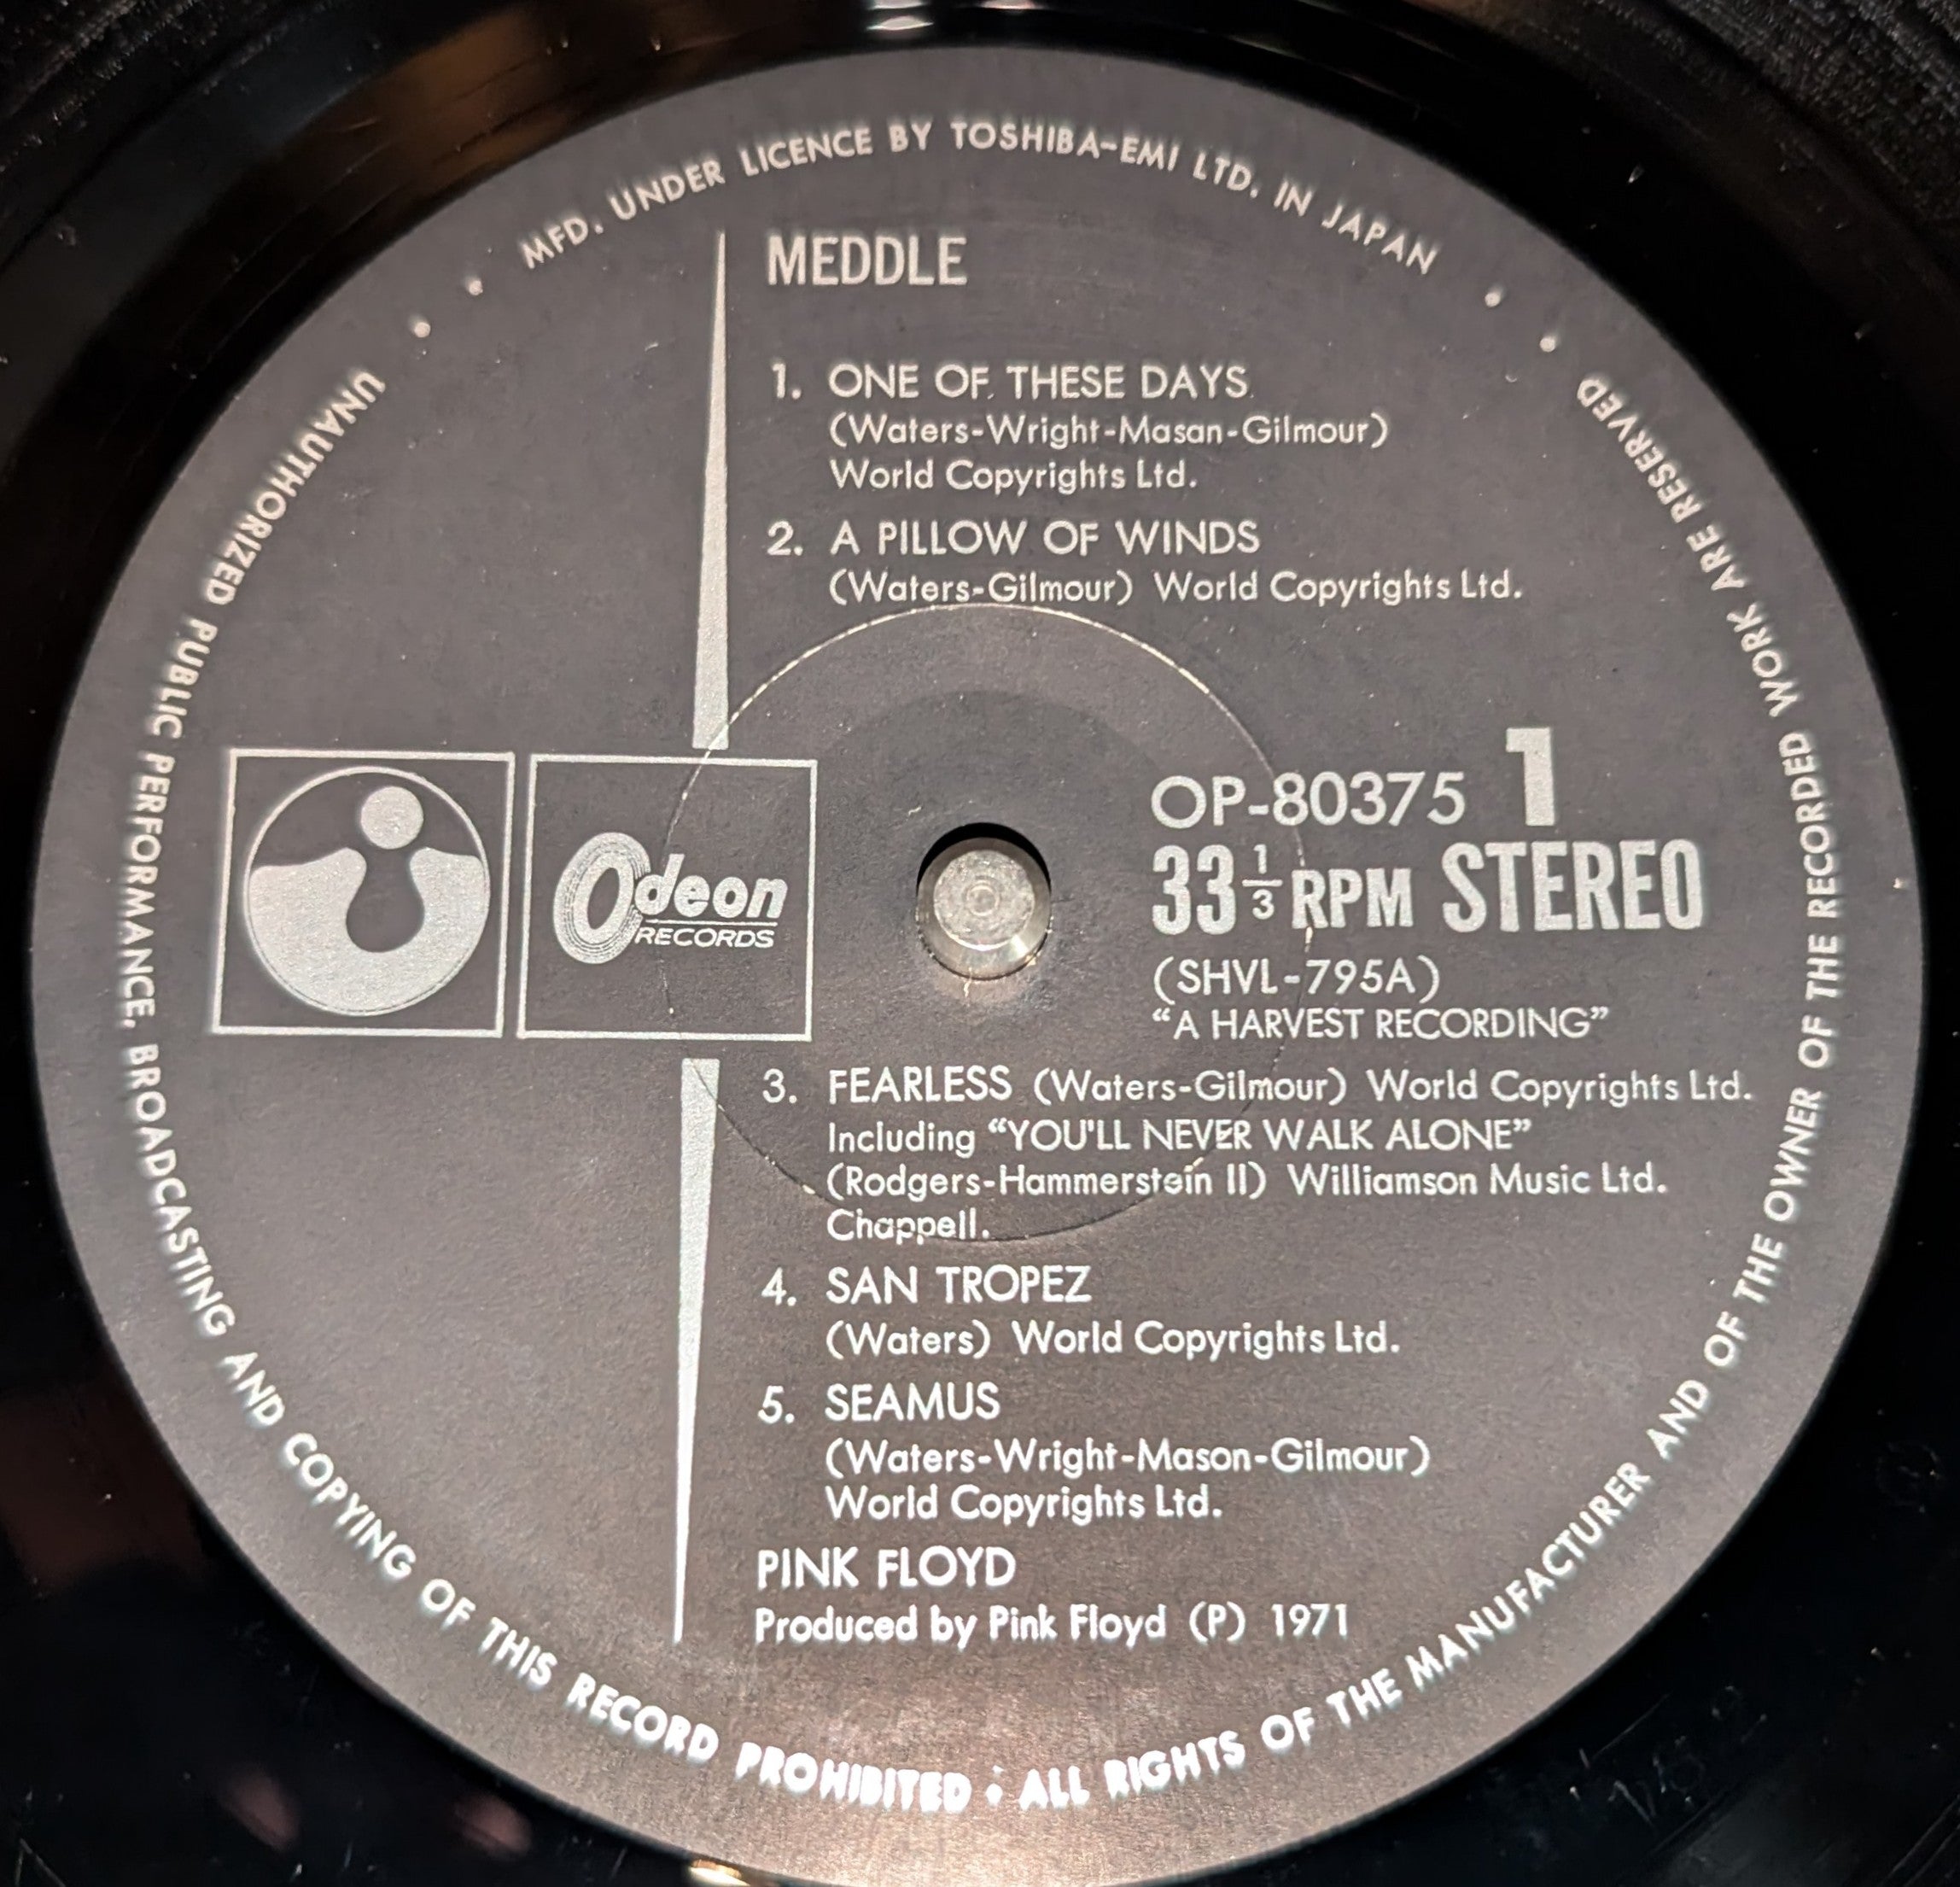 MFD. UNDER LICENCE BY TOSHIBA-EMI LTD. IN JAPAN
MEDDLE
1. ONE OF THESE DAYS
(Waters-Wright-Masan-Gilmour)
World Copyrights Ltd.
2. A PILLOW OF WINDS
(Waters-Gilmour) World Copyrights Ltd.
Odeon
RECORDS
OP-80375 1
33 1/3 RPM STEREO
(SHVL-795A)
“A HARVEST RECORDING”
3. FEARLESS (Waters-Gilmour) World Copyrights Ltd.
Including “YOU'LL NEVER WALK ALONE”
(Rodgers-Hammerstein II) Williamson Music Ltd.
Chappell.
4. SAN TROPEZ
(Waters) World Copyrights Ltd.
5. SEAMUS
(Waters-Wright-Mason-Gilmour)
World Copyrights Ltd.
PINK FLOYD
Produced by Pink Floyd (P) 1971
UNAUTHORIZED PUBLIC PERFORMANCE, BROADCASTING AND COPYING OF THIS RECORD PROHIBITED • ALL RIGHTS OF THE MANUFACTURER AND OF THE OWNER OF THE RECORDED WORK ARE RESERVED